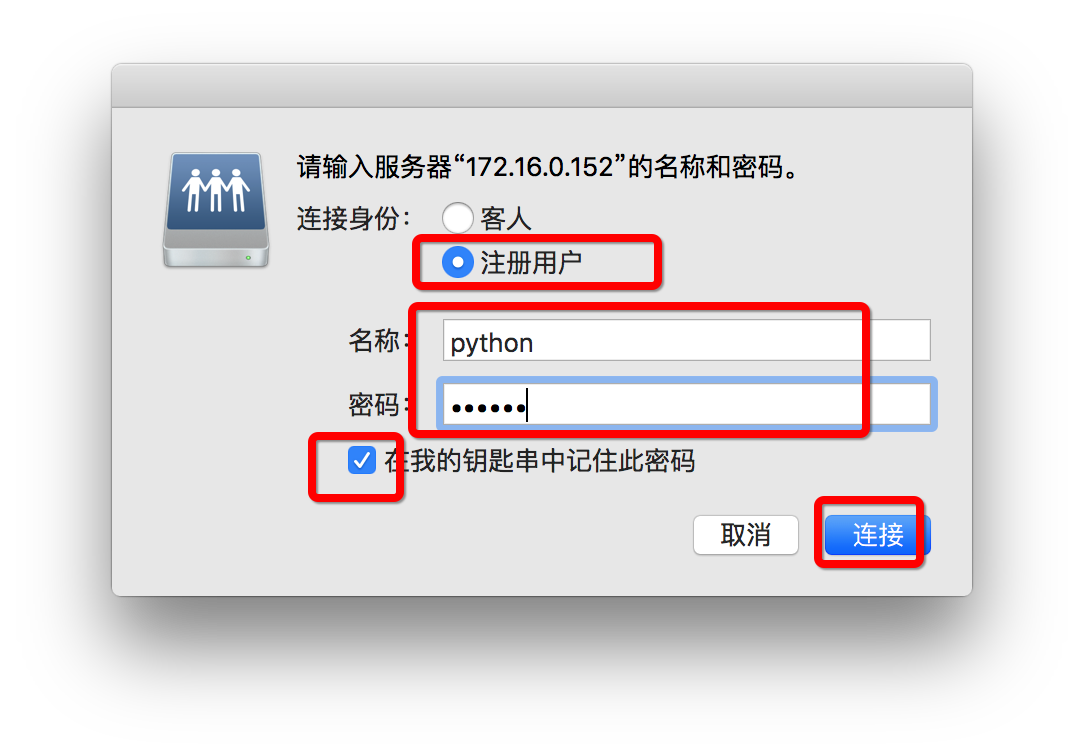 请输入服务器“172.16.0.152”的名称和密码。
连接身份： 客人
注册用户
名称： python
密码： ••••••
在我的钥匙串中记住此密码
取消 连接